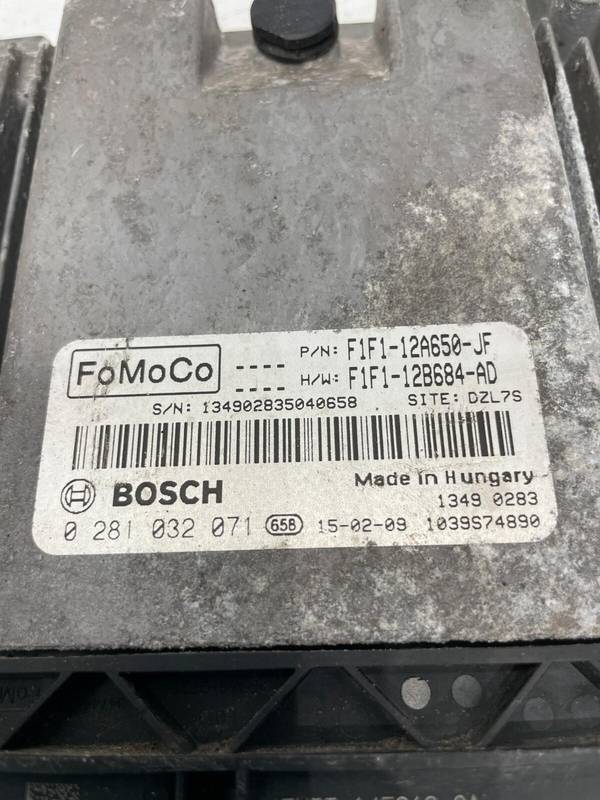 FoMoCo
P/N: F1F1-12A650-JF
H/W: F1F1-12B684-AD
S/N: 134902835040658 SITE: DZL7S
Made in Hungary
BOSCH
1349 0283
0 281 032 071 658 15-02-09 1039S74890